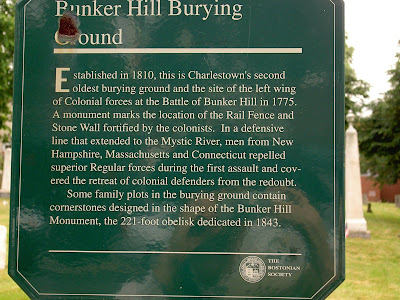 Bunker Hill Burying
Ground
Established in 1810, this is Charlestown's second
oldest burying ground and the site of the left wing
of Colonial forces at the Battle of Bunker Hill in 1775.
A monument marks the location of the Rail Fence and
Stone Wall fortified by the colonists. In a defensive
line that extended to the Mystic River, men from New
Hampshire, Massachusetts and Connecticut repelled
superior Regular forces during the first assault and cov-
ered the retreat of colonial defenders from the redoubt.
Some family plots in the burying ground contain
cornerstones designed in the shape of the Bunker Hill
Monument, the 221-foot obelisk dedicated in 1843.
THE
BOSTONIAN
SOCIETY